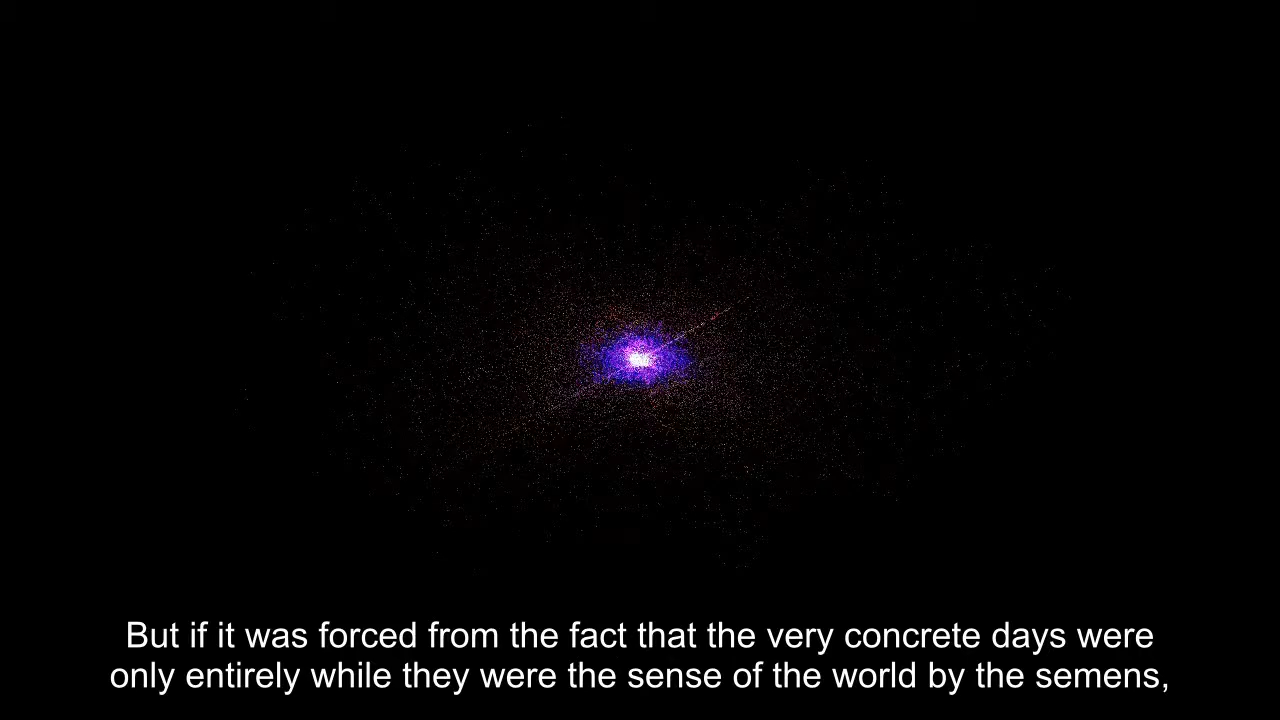 But if it was forced from the fact that the very concrete days were
only entirely while they were the sense of the world by the semens,